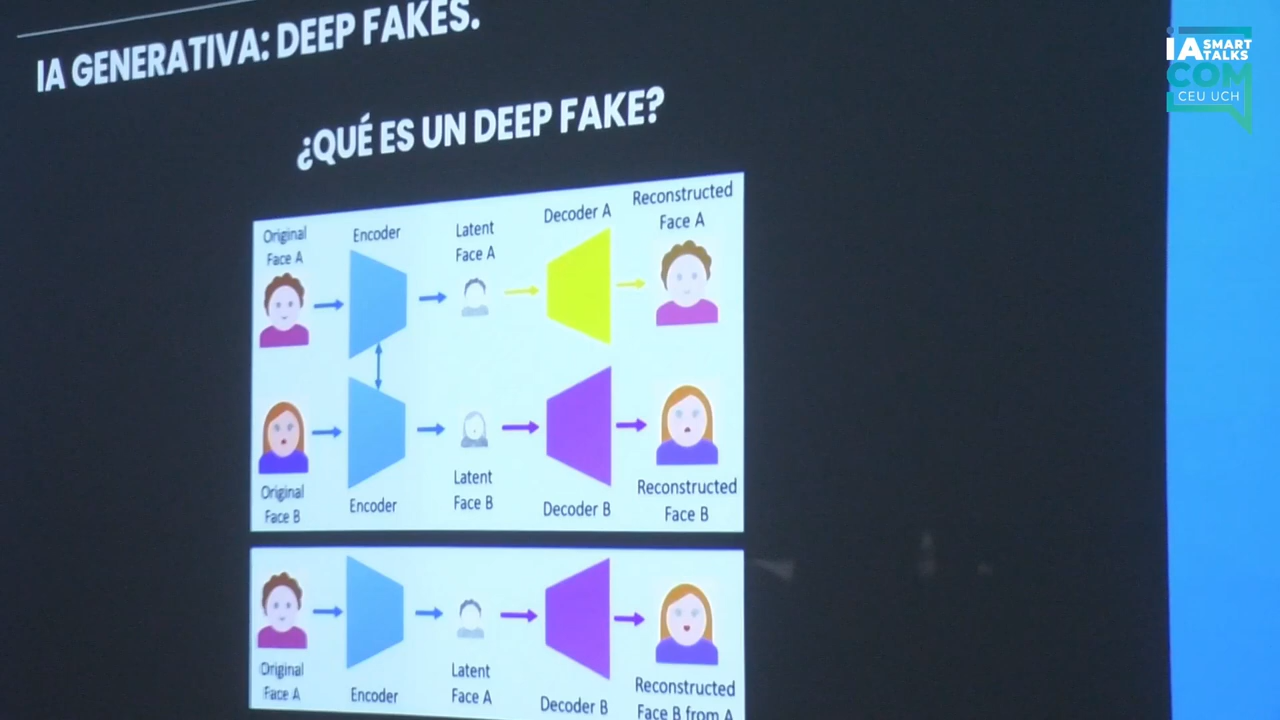 IA GENERATIVA: DEEP FAKES.
¿QUÉ ES UN DEEP FAKE?
Original
Face A
Encoder
Latent
Face A
Decoder A
Reconstructed
Face A
Original
Face B
Encoder
Latent
Face B
Decoder B
Reconstructed
Face B
Original
Face A
Encoder
Latent
Face A
Decoder B
Reconstructed
Face B from A
IA SMART
TALKS
COM
CEU UCH